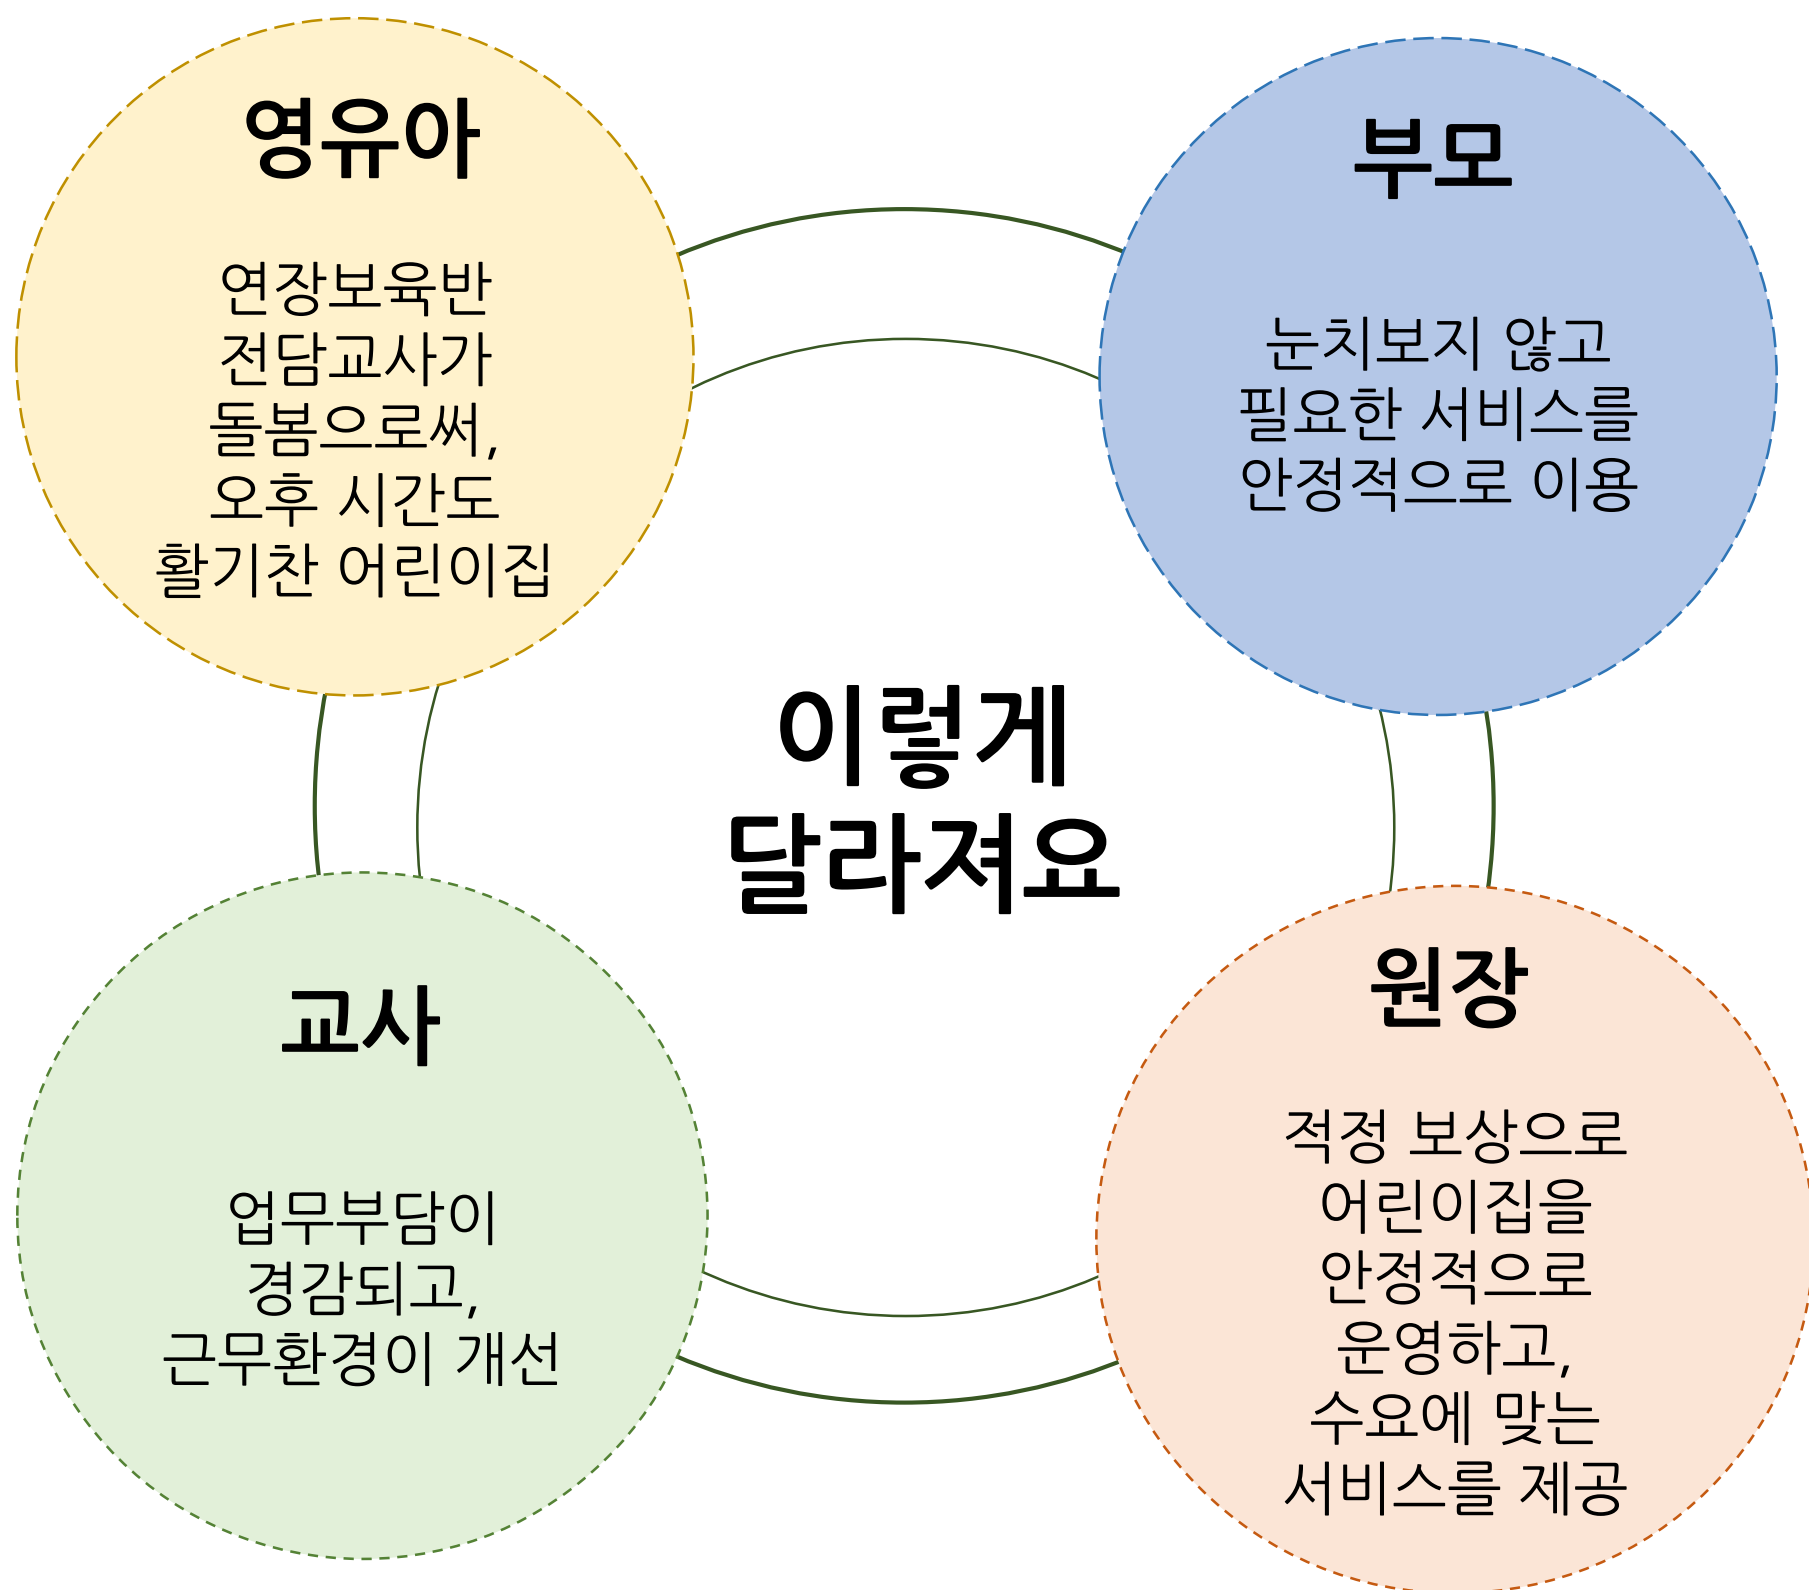 영유아
연장보육반
전담교사가
돌봄으로써,
오후 시간도
활기찬 어린이집
부모
눈치보지 않고
필요한 서비스를
안정적으로 이용
이렇게
달라져요
교사
업무부담이
경감되고,
근무환경이 개선
원장
적정 보상으로
어린이집을
안정적으로
운영하고,
수요에 맞는
서비스를 제공